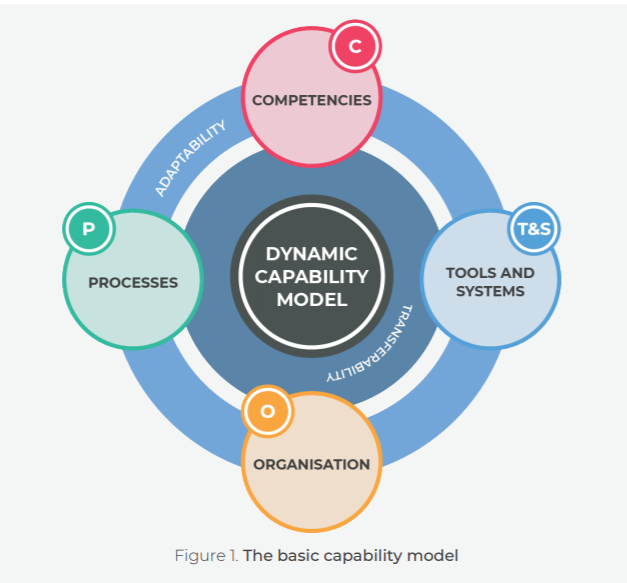 C
COMPETENCIES
ADAPTABILITY
P
PROCESSES
DYNAMIC
CAPABILITY
MODEL
T&S
TOOLS AND
SYSTEMS
TRANSFERABILITY
O
ORGANISATION
Figure 1. The basic capability model